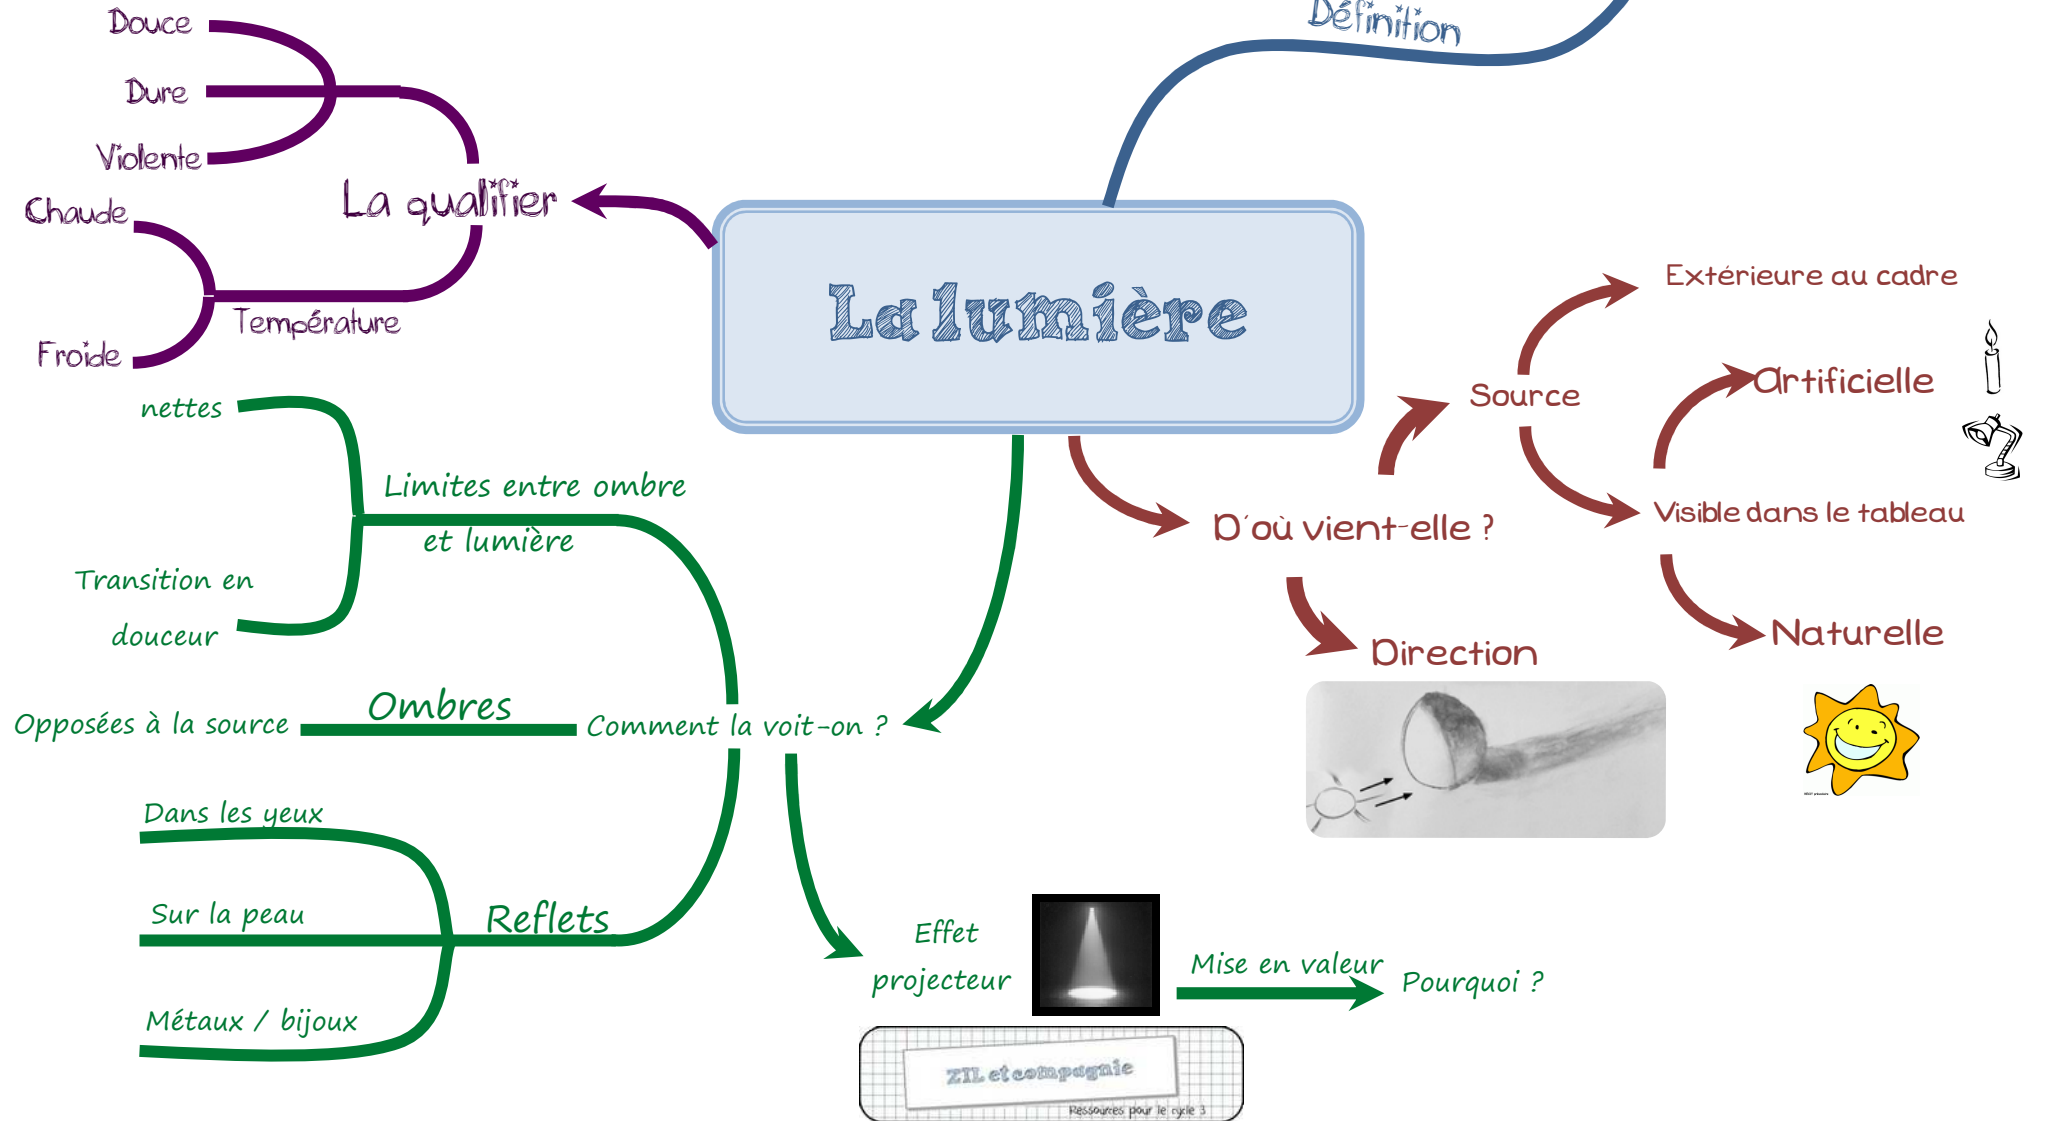 Définition
La lumière
La qualifier
Douce
Dure
Violente
Température
Chaude
Froide
D'où vient-elle ?
Source
Extérieure au cadre
Visible dans le tableau
Artificielle
Naturelle
Direction
Comment la voit-on ?
Limites entre ombre
et lumière
nettes
Transition en
douceur
Ombres
Opposées à la source
Reflets
Dans les yeux
Sur la peau
Métaux / bijoux
Effet
projecteur
Mise en valeur
Pourquoi ?
ZIL et compagnie
Ressources pour le cycle 3